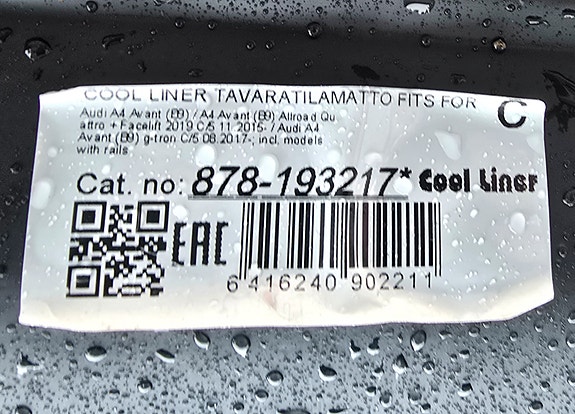 COOL LINER TAVARATILAMATTO FITS FOR
C
Audi A4 Avant (B9) / A4 Avant (B9) Allroad Qu
attro + Facelift 2019 C/5 11.2015- / Audi A4
Avant (B9) g-tron C/5 08.2017-; incl. models
with rails
Cat. no: 878-193217* Cool Liner
EAC
6 416240 902211